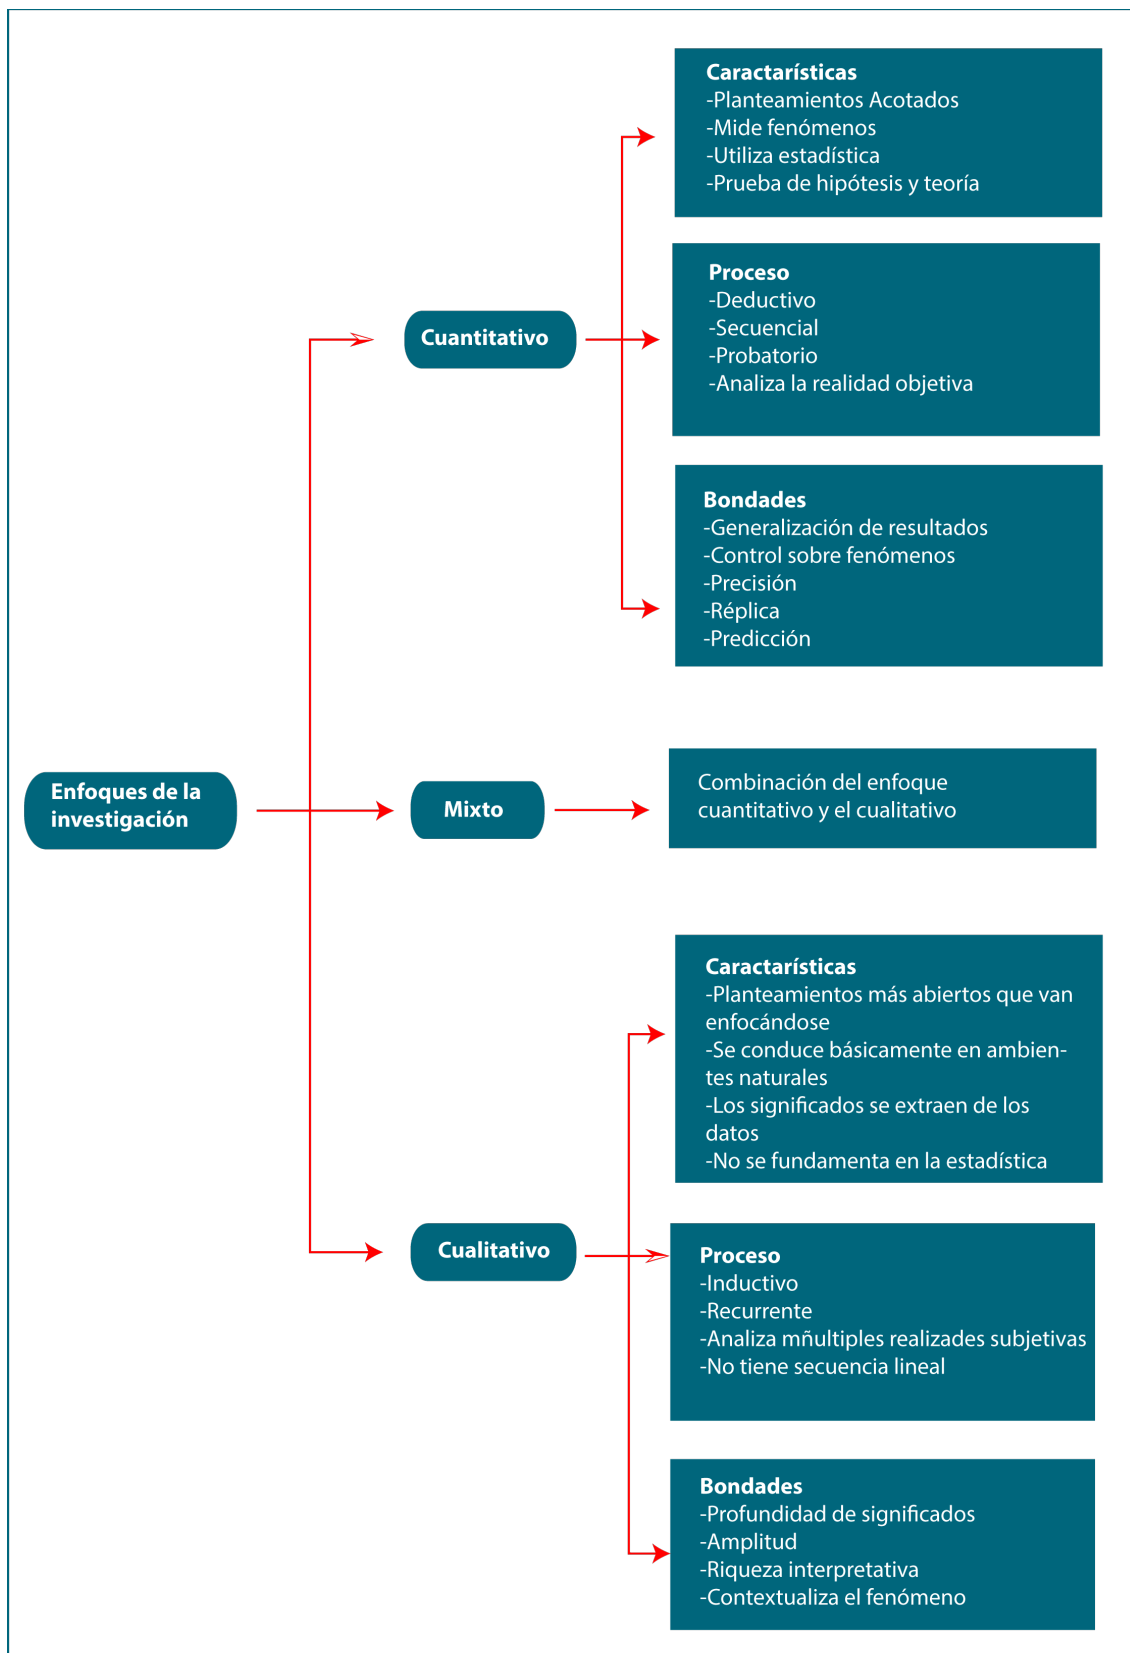 Caractarísticas
-Planteamientos Acotados
-Mide fenómenos
-Utiliza estadística
-Prueba de hipótesis y teoría
Proceso
-Deductivo
-Secuencial
-Probatorio
-Analiza la realidad objetiva
Cuantitativo
Bondades
-Generalización de resultados
-Control sobre fenómenos
-Precisión
-Réplica
-Predicción
Enfoques de la
investigación
Mixto
Combinación del enfoque
cuantitativo y el cualitativo
Caractarísticas
-Planteamientos más abiertos que van
enfocándose
-Se conduce básicamente en ambien-
tes naturales
-Los significados se extraen de los
datos
-No se fundamenta en la estadística
Cualitativo
Proceso
-Inductivo
-Recurrente
-Analiza mñultiples realizades subjetivas
-No tiene secuencia lineal
Bondades
-Profundidad de significados
-Amplitud
-Riqueza interpretativa
-Contextualiza el fenómeno